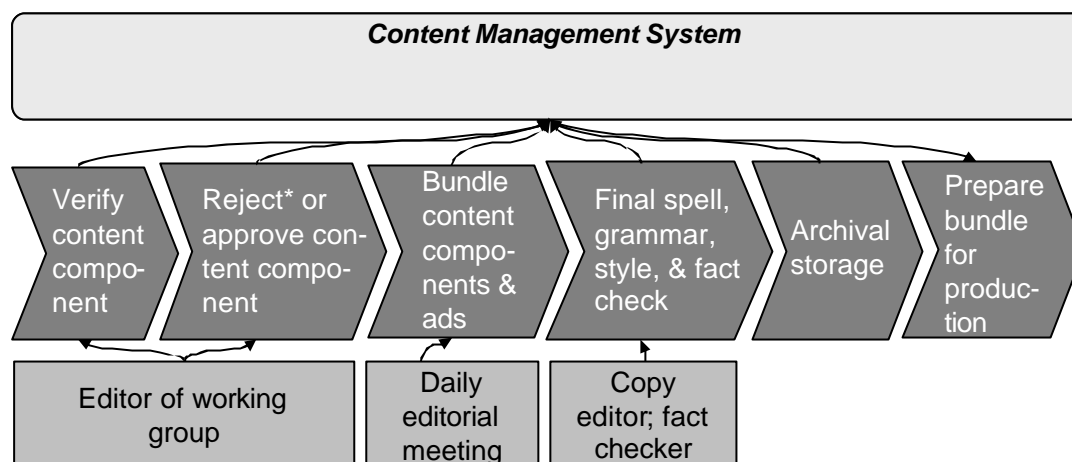 Content Management System
Verify
content
compo-
nent
Reject* or
approve con-
tent compo-
nent
Bundle
content
compo-
nents &
ads
Final spell,
grammar,
style, & fact
check
Archival
storage
Prepare
bundle
for
produc-
tion
Editor of working
group
Daily
editorial
meeting
Copy
editor; fact
checker